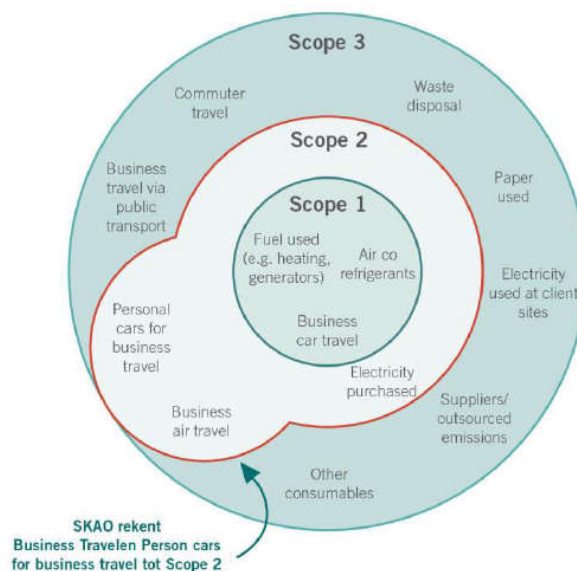 Scope 3
Commuter
travel
Waste
disposal
Scope 2
Business
travel via
public
transport
Paper
used
Scope 1
Fuel used
(e.g. heating,
generators)
Air co
refrigerants
Electricity
used at client
sites
Business
car travel
Personal
cars for
business
travel
Electricity
purchased
Business
air travel
Suppliers/
outsourced
emissions
Other
consumables
SKAO rekent
Business Travelen Person cars
for business travel tot Scope 2